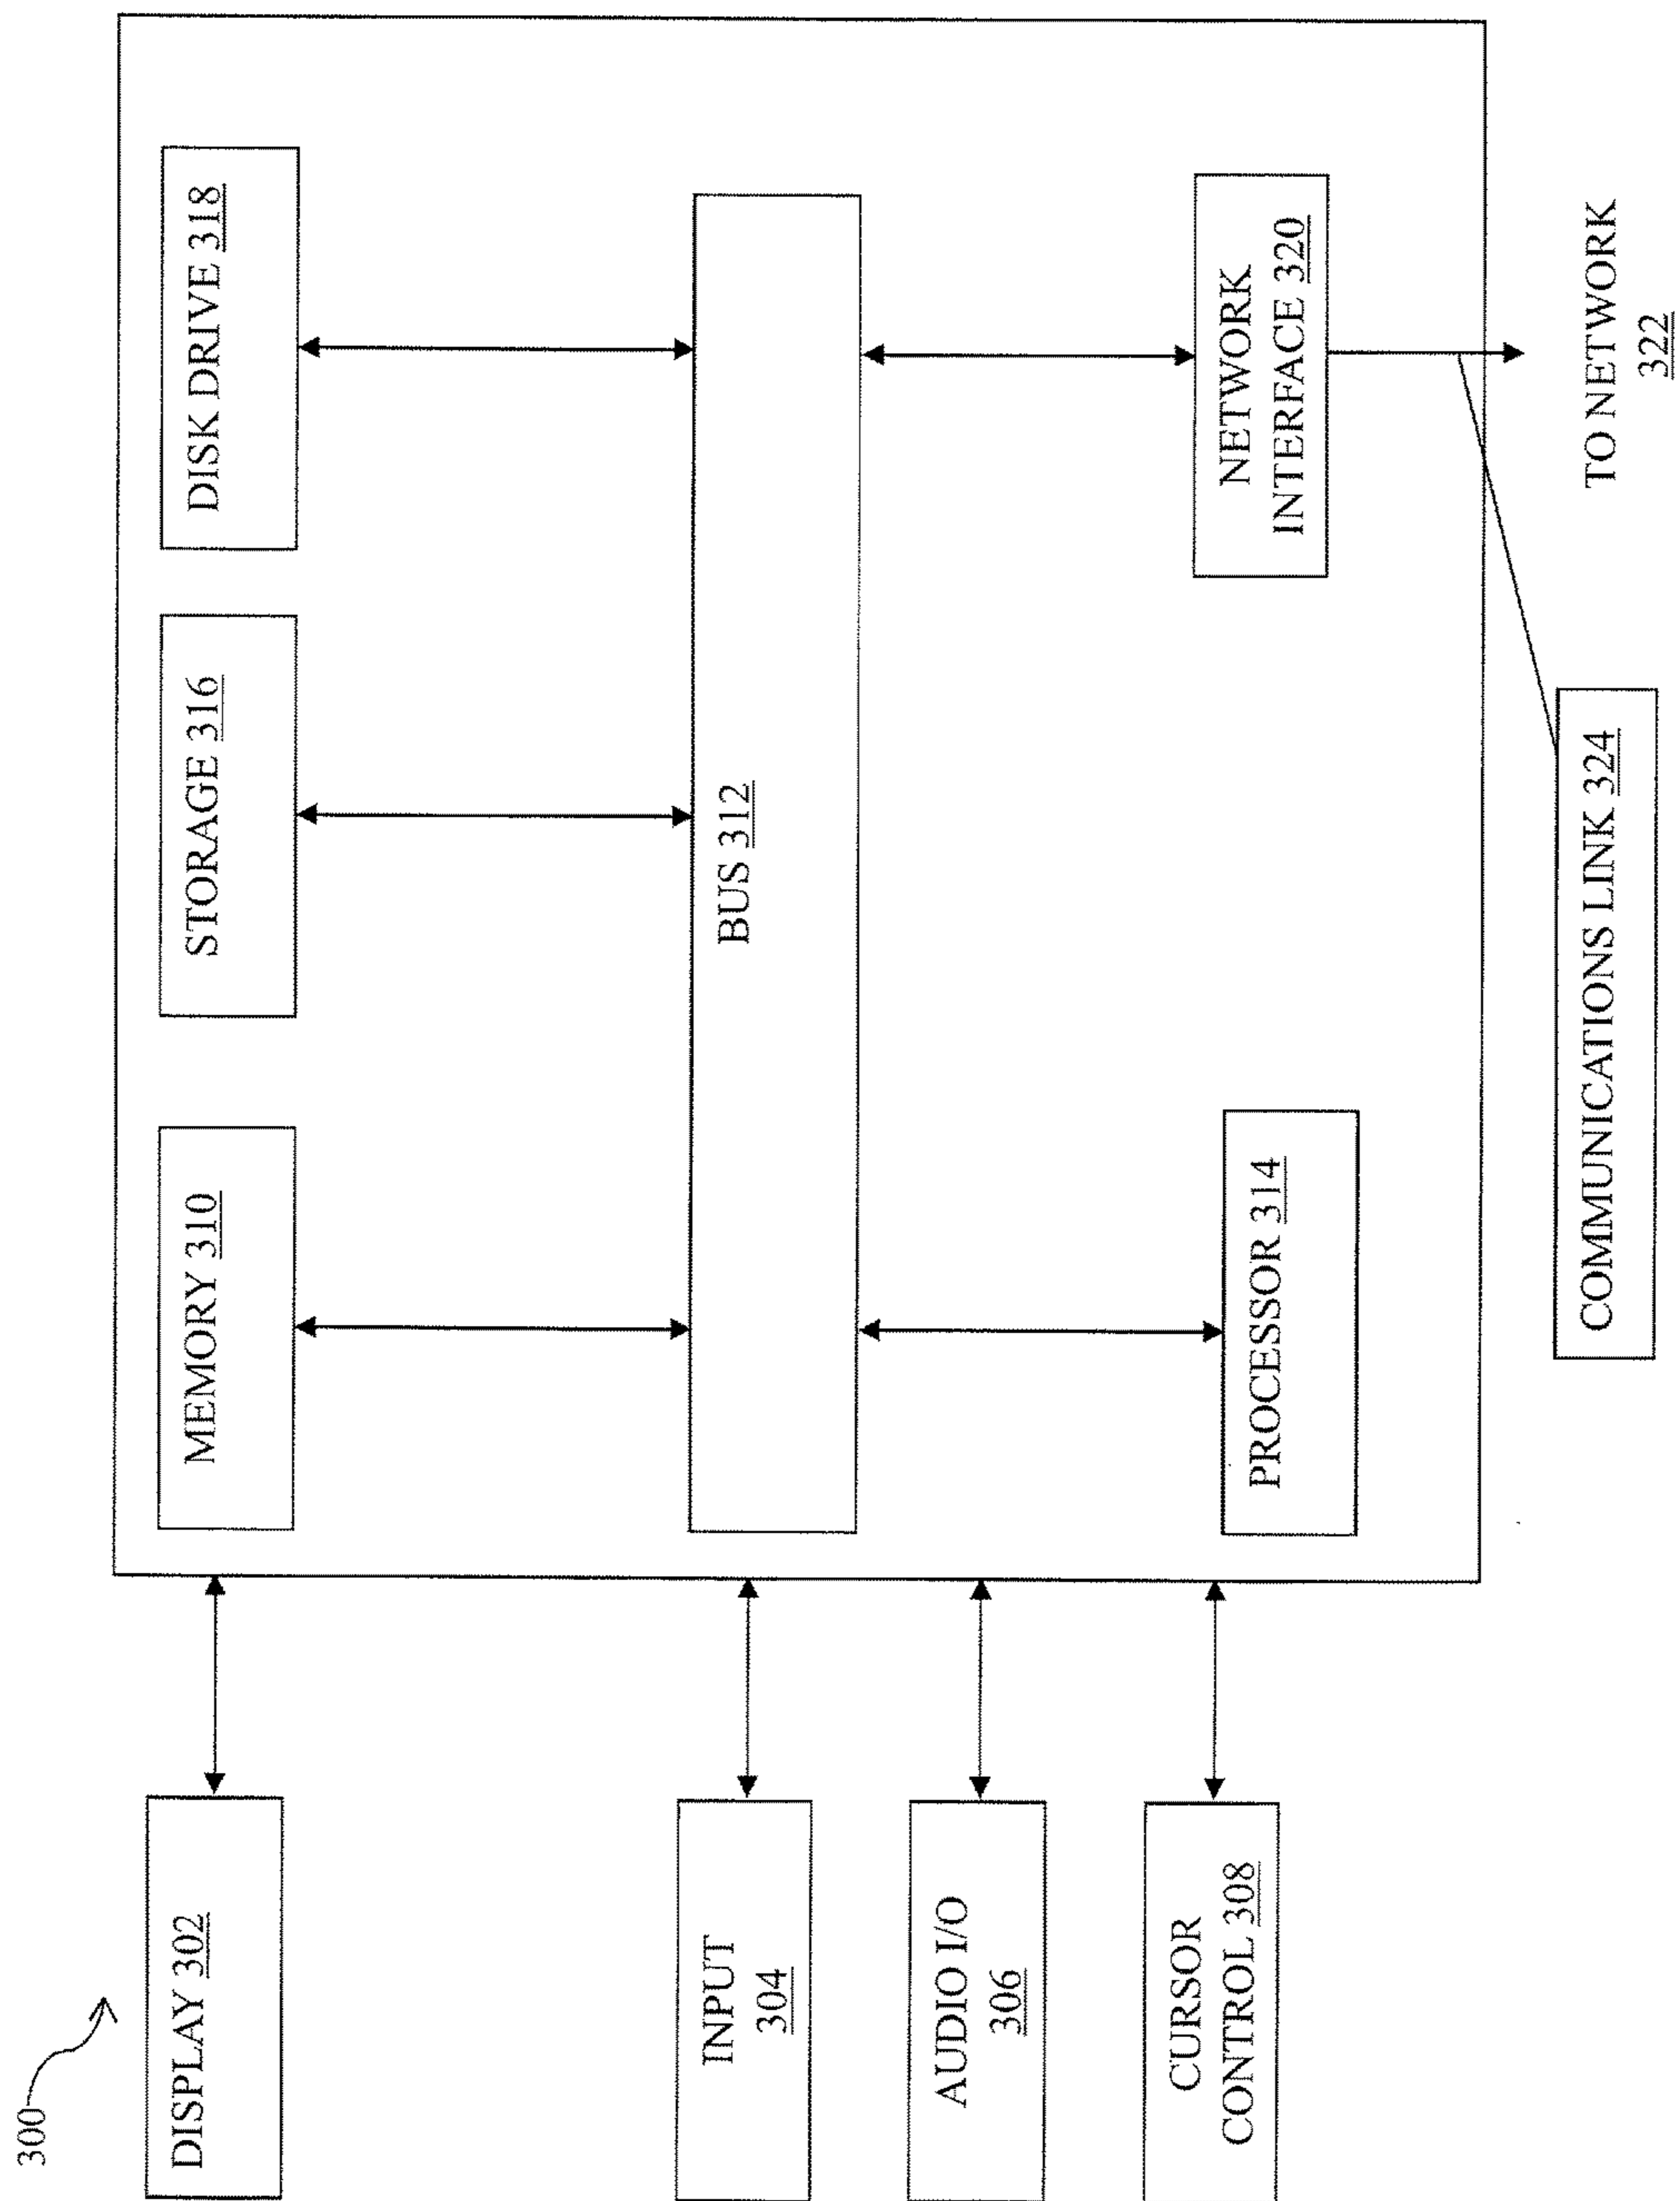 300
DISPLAY 302
INPUT
304
AUDIO I/O
306
CURSOR
CONTROL 308
MEMORY 310
STORAGE 316
DISK DRIVE 318
BUS 312
PROCESSOR 314
NETWORK
INTERFACE 320
COMMUNICATIONS LINK 324
TO NETWORK
322